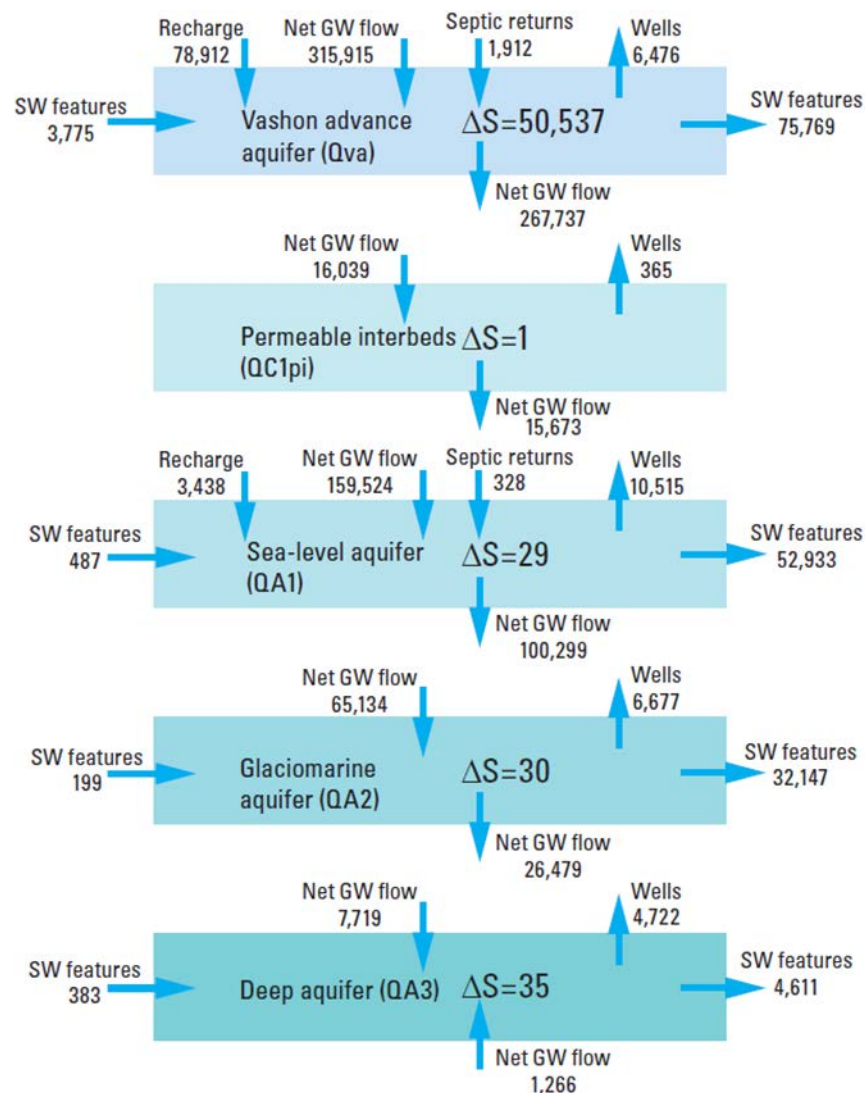 Recharge
78,912
Net GW flow
315,915
Septic returns
1,912
Wells
6,476
SW features
3,775
Vashon advance
aquifer (Qva)
ΔS=50,537
SW features
75,769
Net GW flow
267,737
Net GW flow
16,039
Wells
365
Permeable interbeds
(QC1pi)
ΔS=1
Net GW flow
15,673
Recharge
3,438
Net GW flow
159,524
Septic returns
328
Wells
10,515
SW features
487
Sea-level aquifer
(QA1)
ΔS=29
SW features
52,933
Net GW flow
100,299
Net GW flow
65,134
Wells
6,677
SW features
199
Glaciomarine
aquifer (QA2)
ΔS=30
SW features
32,147
Net GW flow
26,479
Net GW flow
7,719
Wells
4,722
SW features
383
Deep aquifer (QA3)
ΔS=35
SW features
4,611
Net GW flow
1,266